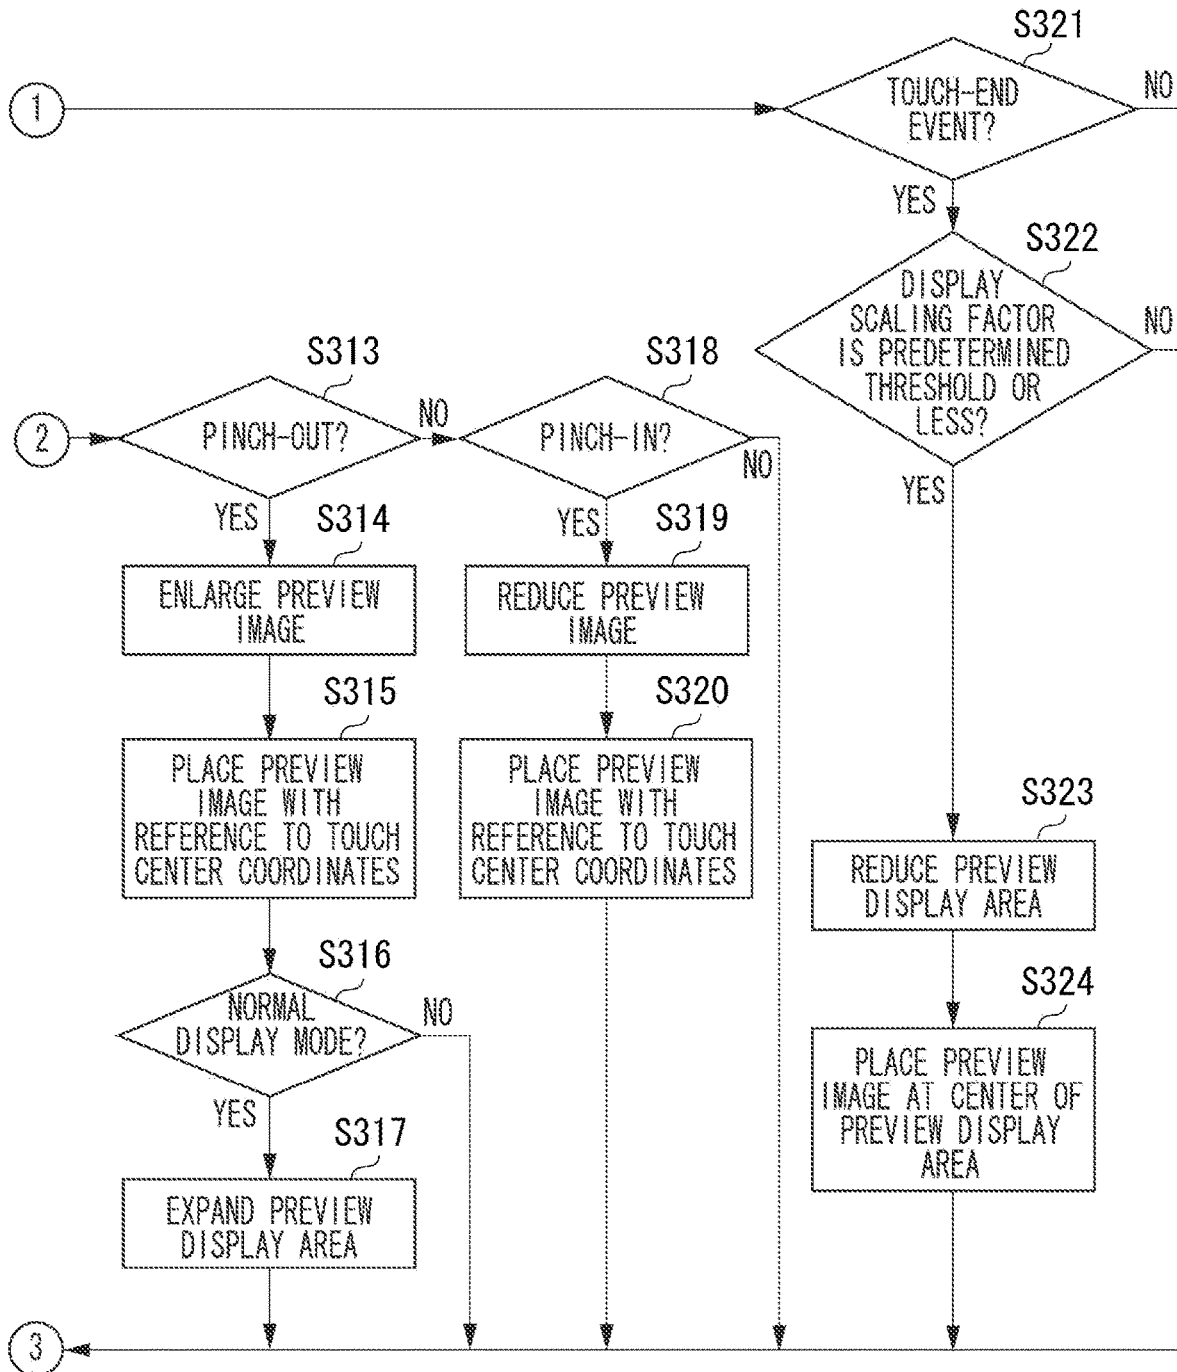 S321
1
TOUCH-END
EVENT?
NO
YES
S322
DISPLAY
SCALING FACTOR
IS PREDETERMINED
THRESHOLD OR
LESS?
NO
YES
S313
2
PINCH-OUT?
NO
YES
S318
PINCH-IN?
NO
YES
S314
ENLARGE PREVIEW
IMAGE
S319
REDUCE PREVIEW
IMAGE
S315
PLACE PREVIEW
IMAGE WITH
REFERENCE TO TOUCH
CENTER COORDINATES
S320
PLACE PREVIEW
IMAGE WITH
REFERENCE TO TOUCH
CENTER COORDINATES
S323
REDUCE PREVIEW
DISPLAY AREA
S316
NORMAL
DISPLAY MODE?
NO
YES
S324
PLACE PREVIEW
IMAGE AT CENTER OF
PREVIEW DISPLAY
AREA
S317
EXPAND PREVIEW
DISPLAY AREA
3